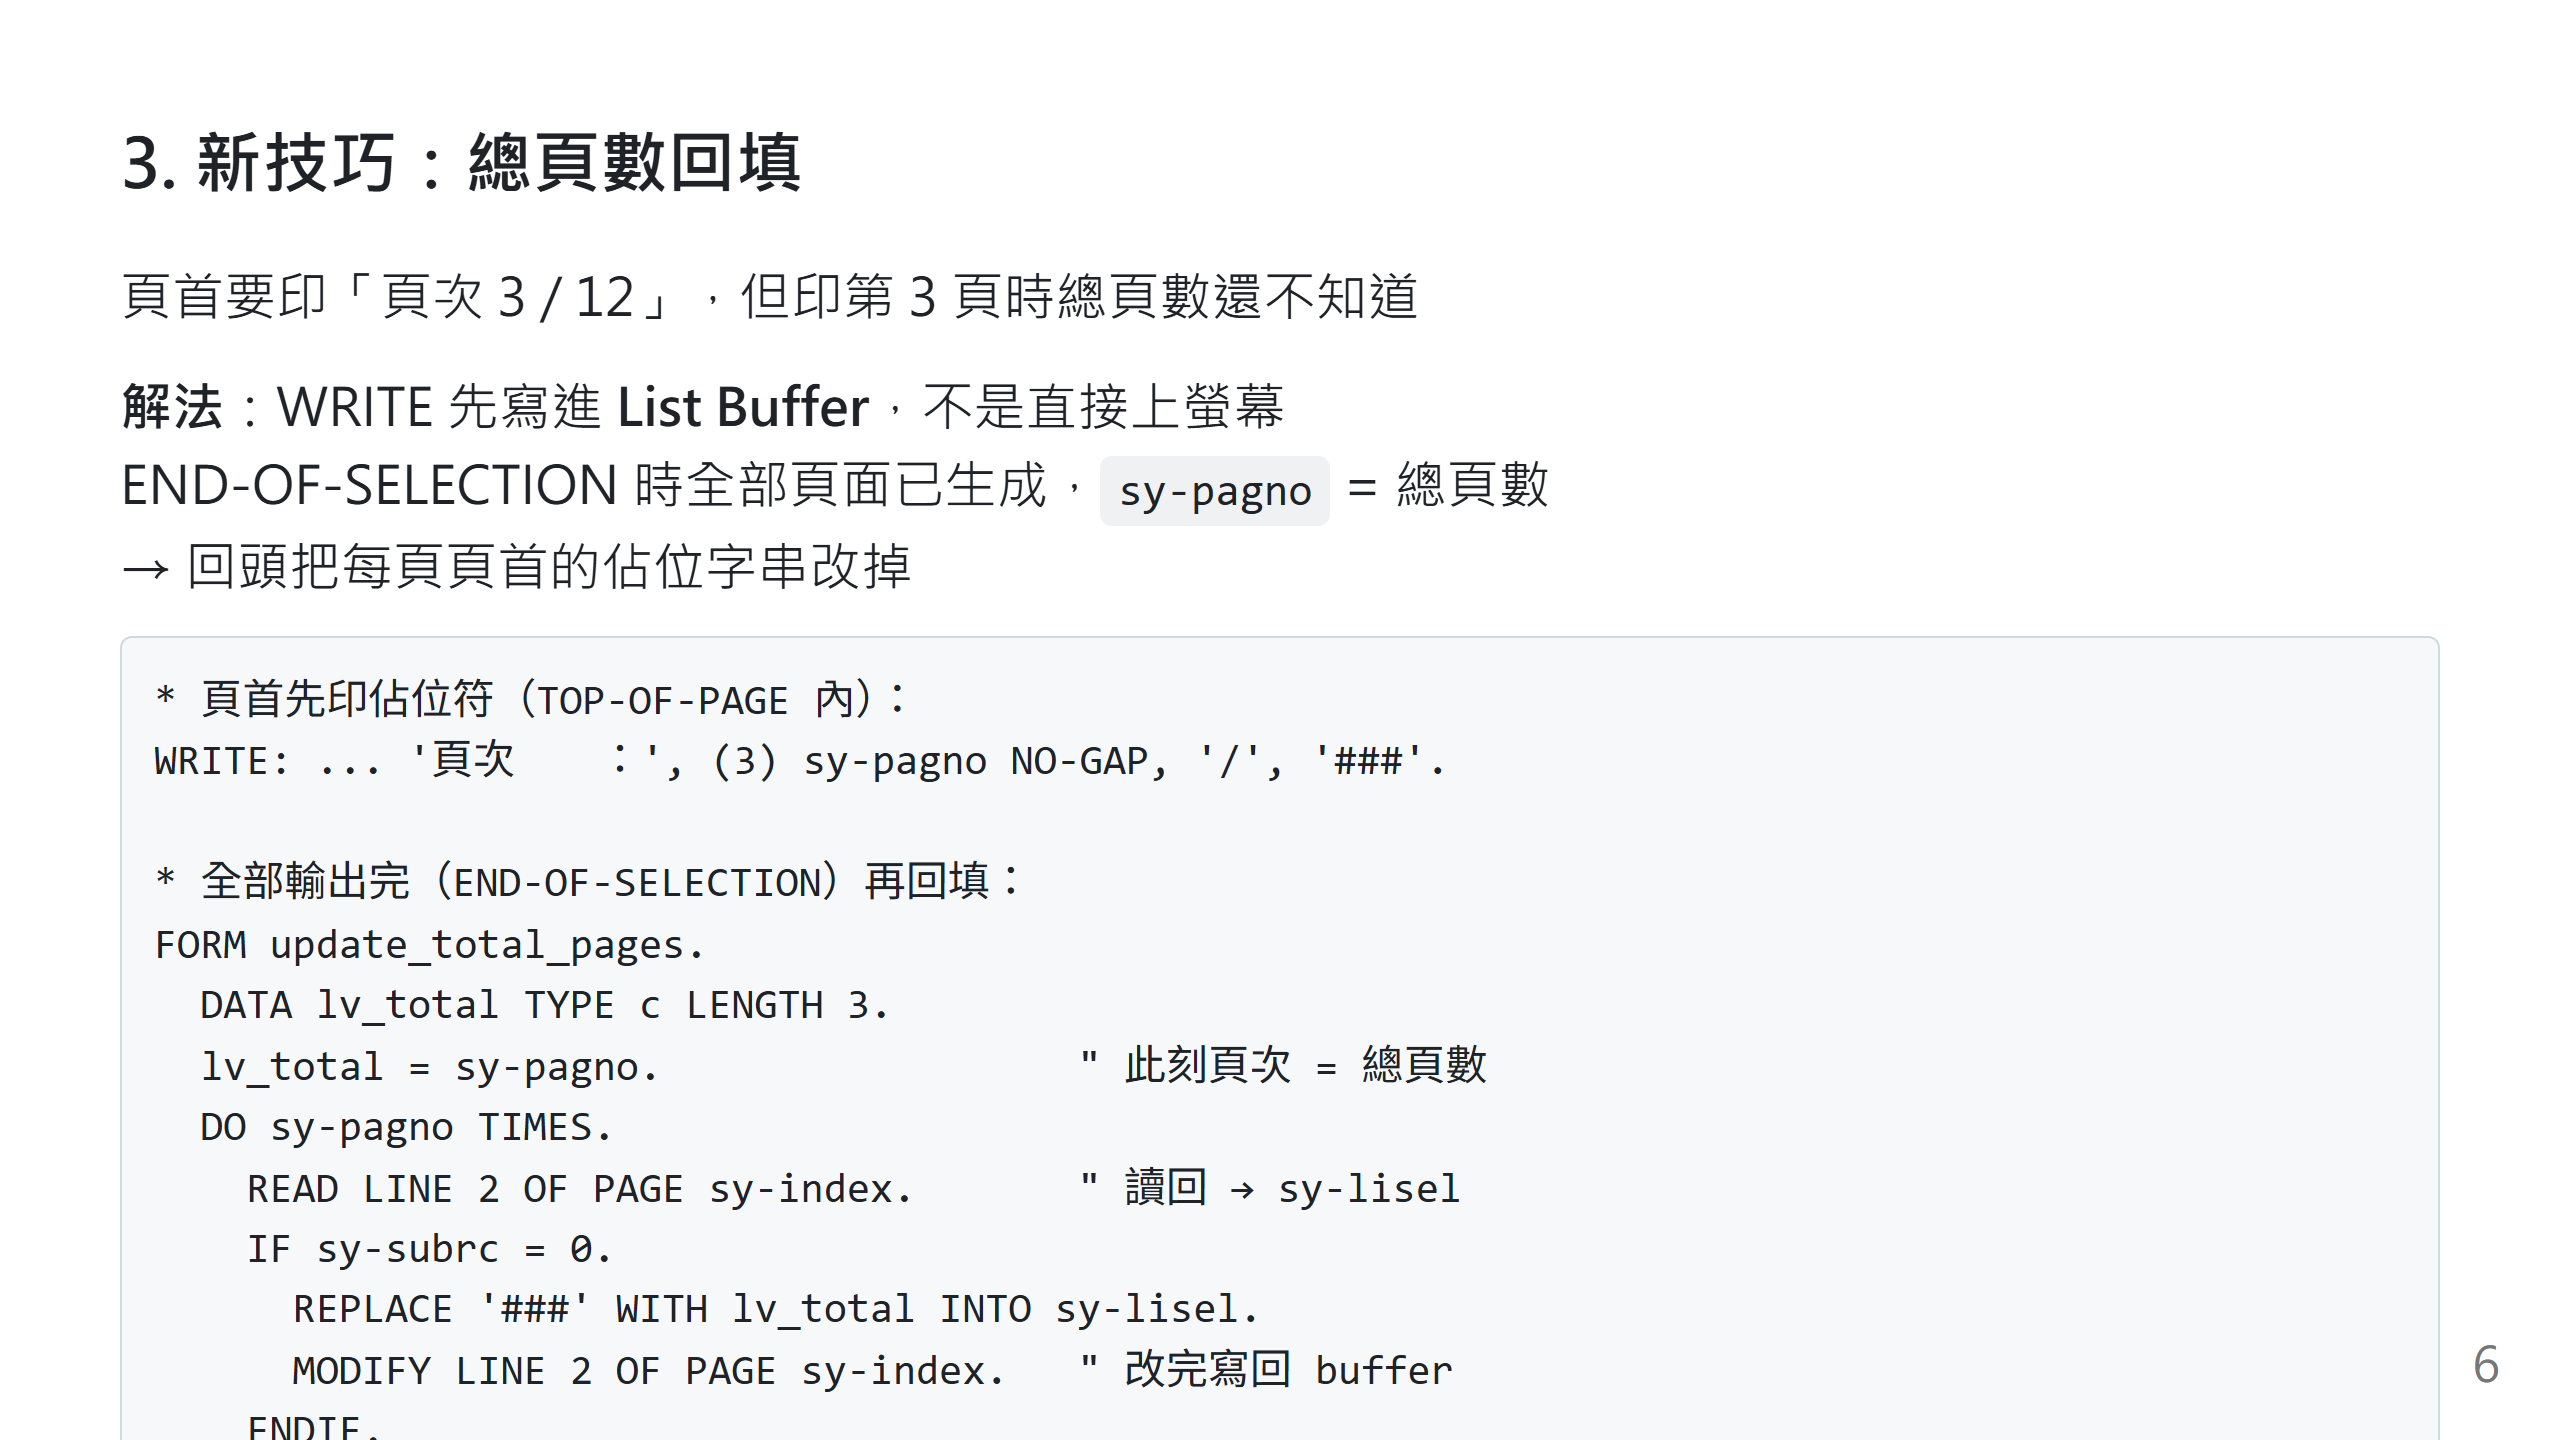 3. 新技巧：總頁數回填
頁首要印「頁次 3 / 12」，但印第 3 頁時總頁數還不知道
解法：WRITE 先寫進 List Buffer，不是直接上螢幕
END-OF-SELECTION 時全部頁面已生成，sy-pagno = 總頁數
→ 回頭把每頁頁首的佔位字串改掉
* 頁首先印佔位符（TOP-OF-PAGE 內）：
WRITE: ... '頁次    ：', (3) sy-pagno NO-GAP, '/', '###'.
* 全部輸出完（END-OF-SELECTION）再回填：
FORM update_total_pages.
  DATA lv_total TYPE c LENGTH 3.
  lv_total = sy-pagno.                  " 此刻頁次 = 總頁數
  DO sy-pagno TIMES.
    READ LINE 2 OF PAGE sy-index.       " 讀回 → sy-lisel
    IF sy-subrc = 0.
      REPLACE '###' WITH lv_total INTO sy-lisel.
      MODIFY LINE 2 OF PAGE sy-index.   " 改完寫回 buffer
    ENDIF.
6